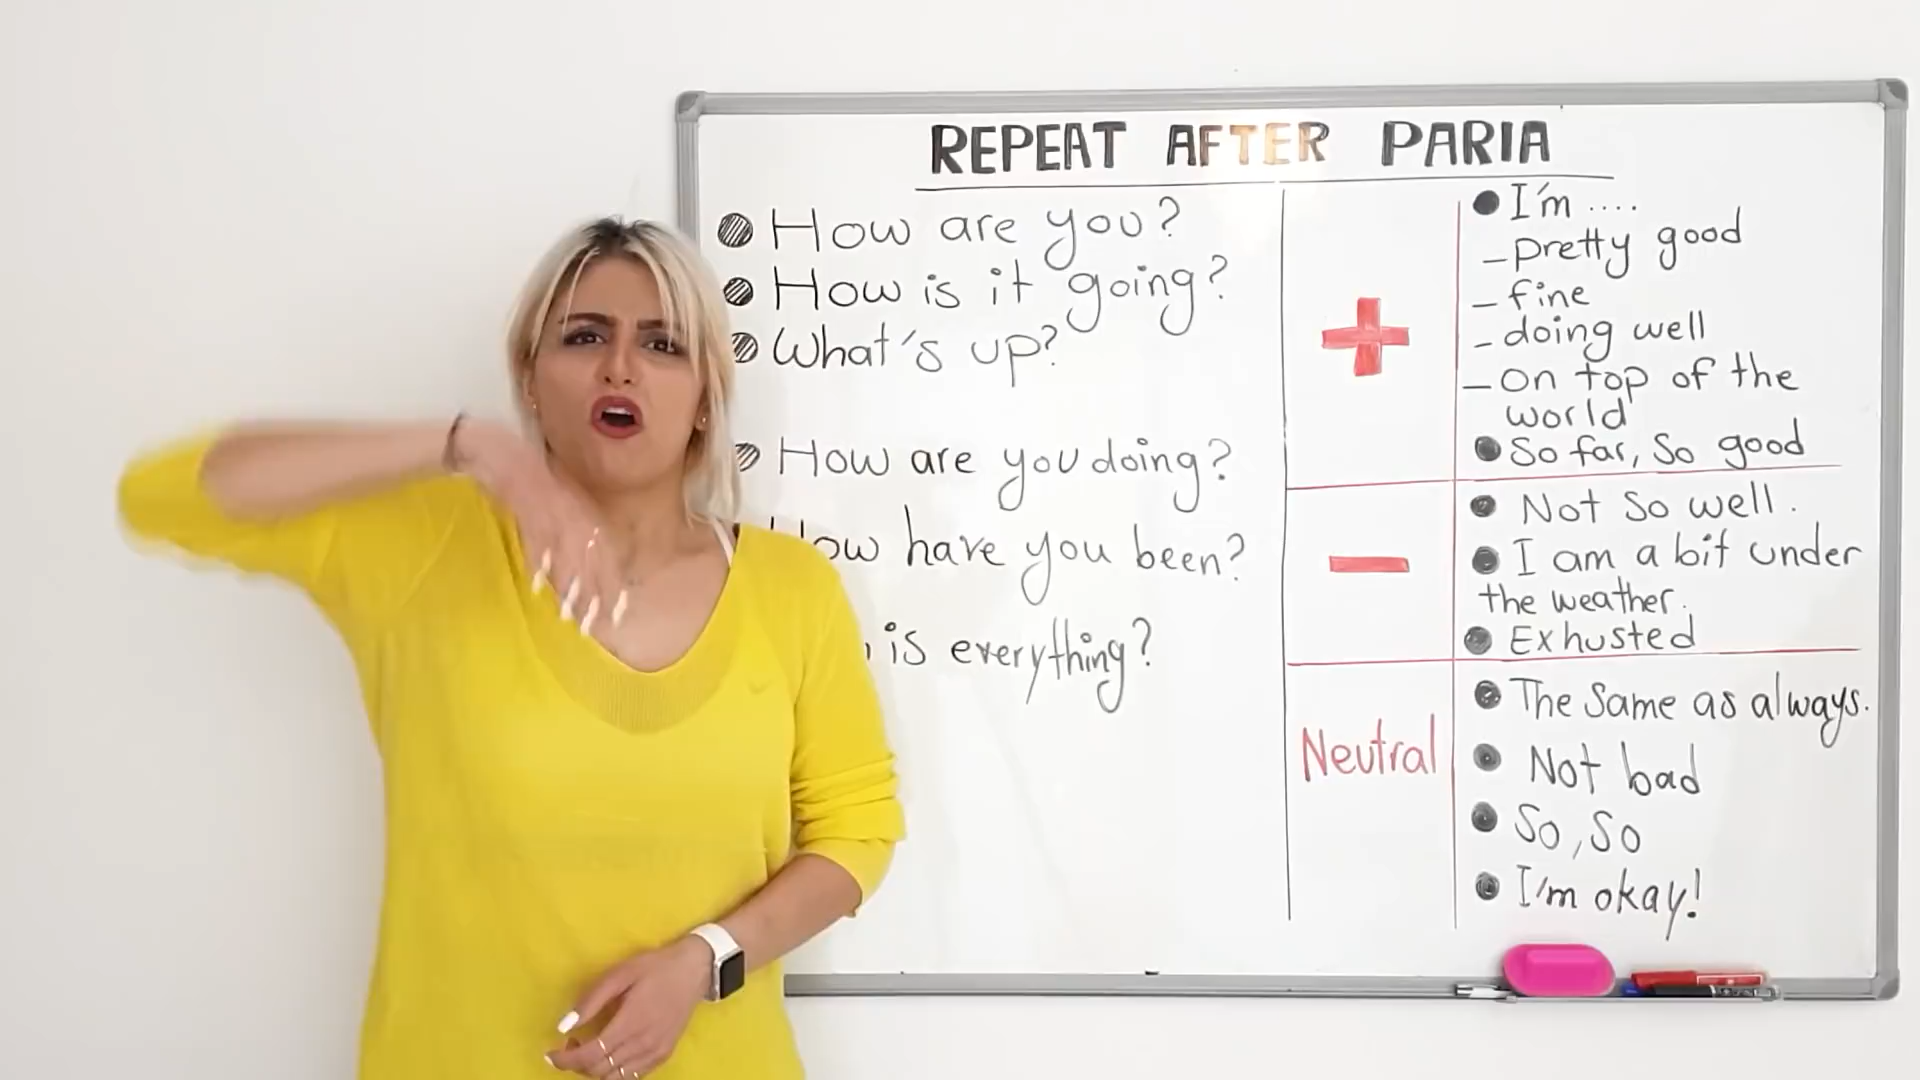 REPEAT AFTER PARIA
How are you?
How is it going?
What's up?
How are you doing?
How have you been?
is everything?
+
-
Neutral
I'm ....
- pretty good
- fine
- doing well
- on top of the
world
So far, So good
Not So well.
I am a bit under
the weather.
Exhusted
The Same as always.
Not bad
So, So
I'm okay!